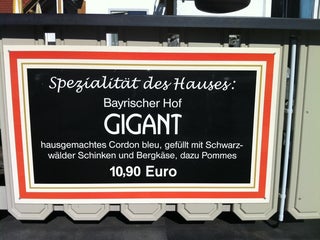 Spezialität des Hauses:
Bayrischer Hof
GIGANT
hausgemachtes Cordon bleu, gefüllt mit Schwarz-
wälder Schinken und Bergkäse, dazu Pommes
10,90 Euro